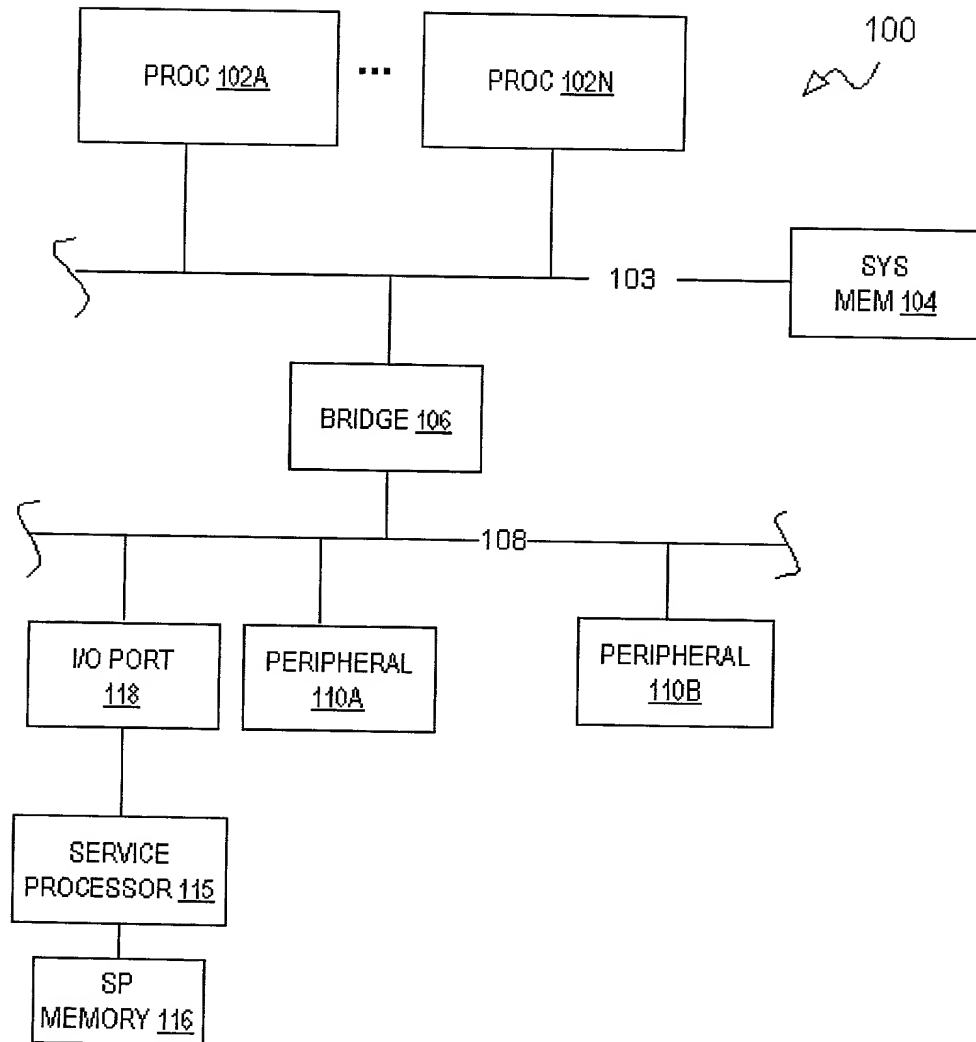 100
PROC 102A
...
PROC 102N
103
SYS
MEM 104
BRIDGE 106
108
I/O PORT
118
PERIPHERAL
110A
PERIPHERAL
110B
SERVICE
PROCESSOR 115
SP
MEMORY 116